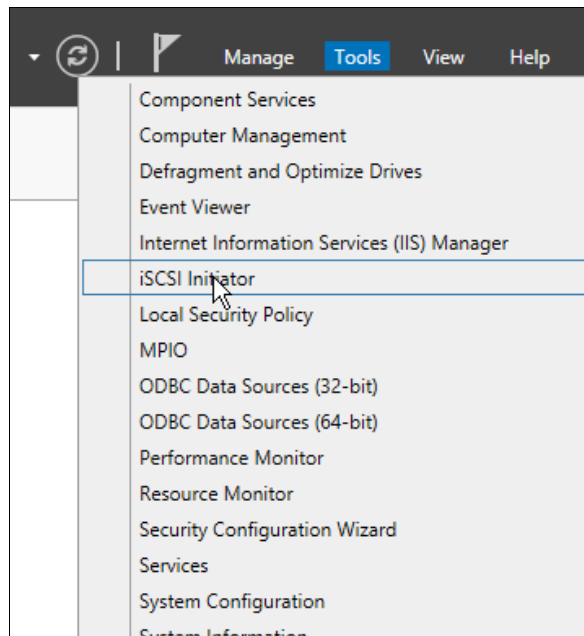 Manage Tools View Help
Component Services
Computer Management
Defragment and Optimize Drives
Event Viewer
Internet Information Services (IIS) Manager
iSCSI Initiator
Local Security Policy
MPIO
ODBC Data Sources (32-bit)
ODBC Data Sources (64-bit)
Performance Monitor
Resource Monitor
Security Configuration Wizard
Services
System Configuration
System Information